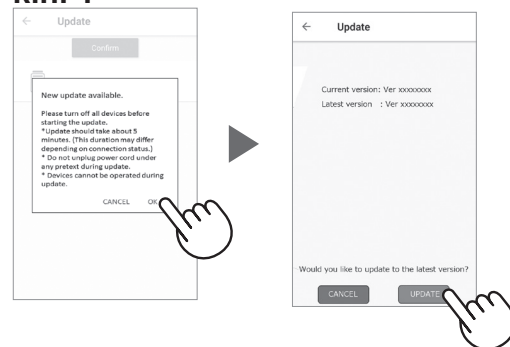 Update
Confirm
New update available.
Please turn off all devices before
starting the update.
*Update should take about 5
minutes. (This duration may differ
depending on connection status.)
* Do not unplug power cord under
any pretext during update.
* Devices cannot be operated during
update.
CANCEL OK
Update
Current version: Ver xxxxxxxx
Latest version : Ver xxxxxxxx
Would you like to update to the latest version?
CANCEL UPDATE